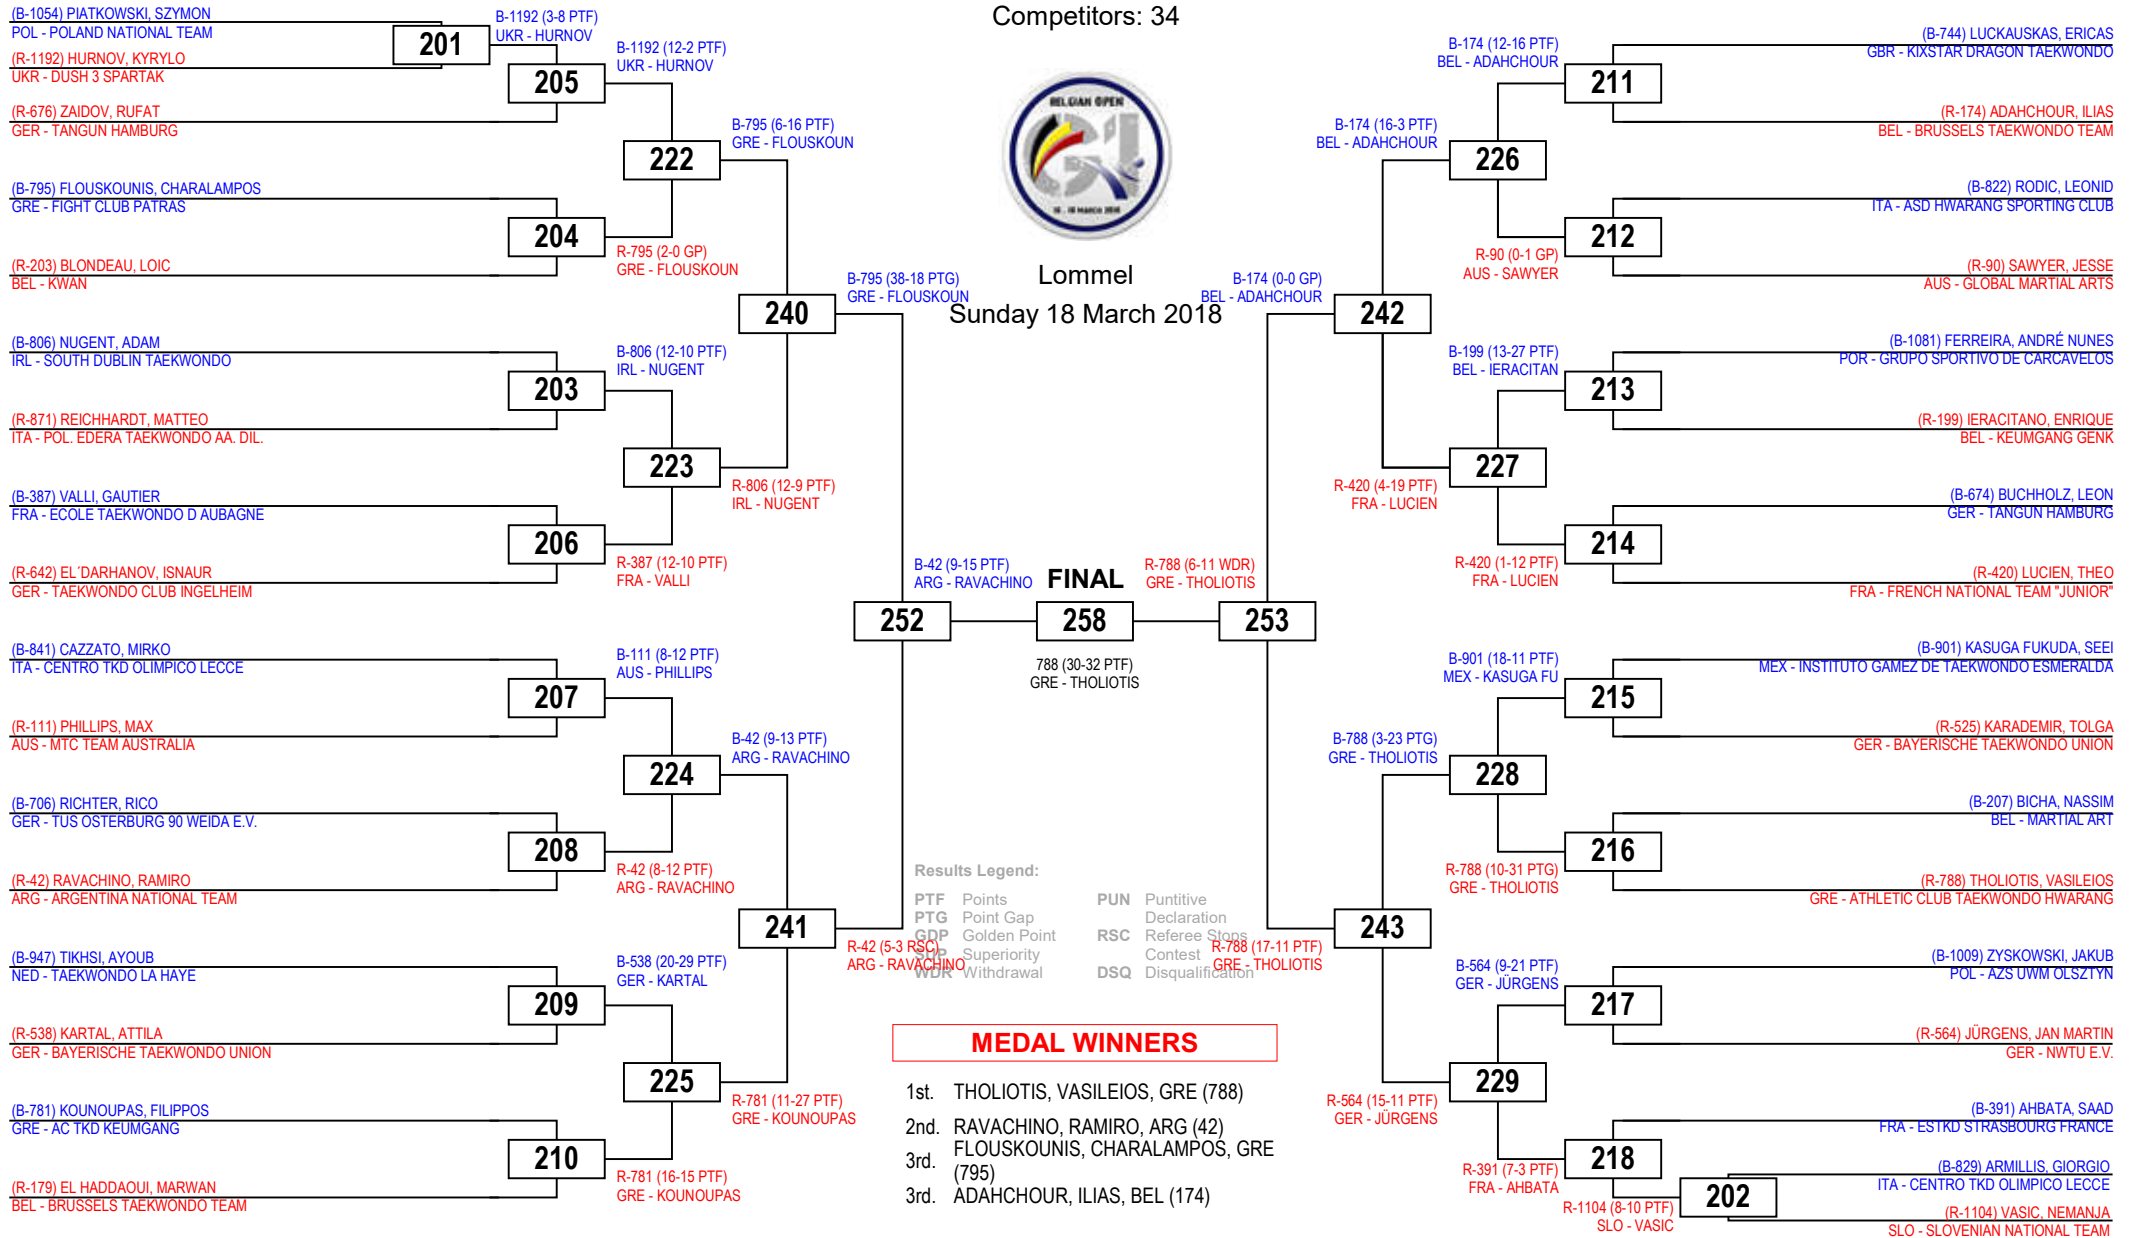 Competitors: 34
BELGIAN OPEN
G1
Lommel
Sunday 18 March 2018
(B-1054) PIATKOWSKI, SZYMON
POL - POLAND NATIONAL TEAM
(R-1192) HURNOV, KYRYLO
UKR - DUSH 3 SPARTAK
(R-676) ZAIDOV, RUFAT
GER - TANGUN HAMBURG
(B-795) FLOUSKOUNIS, CHARALAMPOS
GRE - FIGHT CLUB PATRAS
(R-203) BLONDEAU, LOIC
BEL - KWAN
(B-806) NUGENT, ADAM
IRL - SOUTH DUBLIN TAEKWONDO
(R-871) REICHHARDT, MATTEO
ITA - POL. EDERA TAEKWONDO AA. DIL.
(B-387) VALLI, GAUTIER
FRA - ECOLE TAEKWONDO D AUBAGNE
(R-642) EL´DARHANOV, ISNAUR
GER - TAEKWONDO CLUB INGELHEIM
(B-841) CAZZATO, MIRKO
ITA - CENTRO TKD OLIMPICO LECCE
(R-111) PHILLIPS, MAX
AUS - MTC TEAM AUSTRALIA
(B-706) RICHTER, RICO
GER - TUS OSTERBURG 90 WEIDA E.V.
(R-42) RAVACHINO, RAMIRO
ARG - ARGENTINA NATIONAL TEAM
(B-947) TIKHSI, AYOUB
NED - TAEKWONDO LA HAYE
(R-538) KARTAL, ATTILA
GER - BAYERISCHE TAEKWONDO UNION
(B-781) KOUNOUPAS, FILIPPOS
GRE - AC TKD KEUMGANG
(R-179) EL HADDAOUI, MARWAN
BEL - BRUSSELS TAEKWONDO TEAM
201
B-1192 (3-8 PTF)
UKR - HURNOV
205
204
203
206
207
208
209
210
B-1192 (12-2 PTF)
UKR - HURNOV
222
R-795 (2-0 GP)
GRE - FLOUSKOUN
B-806 (12-10 PTF)
IRL - NUGENT
223
R-387 (12-10 PTF)
FRA - VALLI
B-111 (8-12 PTF)
AUS - PHILLIPS
224
R-42 (8-12 PTF)
ARG - RAVACHINO
B-538 (20-29 PTF)
GER - KARTAL
225
R-781 (16-15 PTF)
GRE - KOUNOUPAS
B-795 (6-16 PTF)
GRE - FLOUSKOUN
240
R-806 (12-9 PTF)
IRL - NUGENT
B-42 (9-13 PTF)
ARG - RAVACHINO
241
R-781 (11-27 PTF)
GRE - KOUNOUPAS
B-795 (38-18 PTG)
GRE - FLOUSKOUN
252
R-42 (5-3 RSC)
ARG - RAVACHINO
B-42 (9-15 PTF)
ARG - RAVACHINO
FINAL
258
788 (30-32 PTF)
GRE - THOLIOTIS
R-788 (6-11 WDR)
GRE - THOLIOTIS
253
B-174 (0-0 GP)
BEL - ADAHCHOUR
R-788 (17-11 PTF)
GRE - THOLIOTIS
B-174 (16-3 PTF)
BEL - ADAHCHOUR
242
R-420 (4-19 PTF)
FRA - LUCIEN
B-788 (3-23 PTG)
GRE - THOLIOTIS
243
R-564 (15-11 PTF)
GER - JÜRGENS
B-174 (12-16 PTF)
BEL - ADAHCHOUR
226
R-90 (0-1 GP)
AUS - SAWYER
B-199 (13-27 PTF)
BEL - IERACITAN
227
R-420 (1-12 PTF)
FRA - LUCIEN
B-901 (18-11 PTF)
MEX - KASUGA FU
228
R-788 (10-31 PTG)
GRE - THOLIOTIS
B-564 (9-21 PTF)
GER - JÜRGENS
229
R-391 (7-3 PTF)
FRA - AHBATA
211
212
213
214
215
216
217
218
R-1104 (8-10 PTF)
SLO - VASIC
202
(B-744) LUCKAUSKAS, ERICAS
GBR - KIXSTAR DRAGON TAEKWONDO
(R-174) ADAHCHOUR, ILIAS
BEL - BRUSSELS TAEKWONDO TEAM
(B-822) RODIC, LEONID
ITA - ASD HWARANG SPORTING CLUB
(R-90) SAWYER, JESSE
AUS - GLOBAL MARTIAL ARTS
(B-1081) FERREIRA, ANDRÉ NUNES
POR - GRUPO SPORTIVO DE CARCAVELOS
(R-199) IERACITANO, ENRIQUE
BEL - KEUMGANG GENK
(B-674) BUCHHOLZ, LEON
GER - TANGUN HAMBURG
(R-420) LUCIEN, THEO
FRA - FRENCH NATIONAL TEAM "JUNIOR"
(B-901) KASUGA FUKUDA, SEEI
MEX - INSTITUTO GAMEZ DE TAEKWONDO ESMERALDA
(R-525) KARADEMIR, TOLGA
GER - BAYERISCHE TAEKWONDO UNION
(B-207) BICHA, NASSIM
BEL - MARTIAL ART
(R-788) THOLIOTIS, VASILEIOS
GRE - ATHLETIC CLUB TAEKWONDO HWARANG
(B-1009) ZYSKOWSKI, JAKUB
POL - AZS UWM OLSZTYN
(R-564) JÜRGENS, JAN MARTIN
GER - NWTU E.V.
(B-391) AHBATA, SAAD
FRA - ESTKD STRASBOURG FRANCE
(B-829) ARMILLIS, GIORGIO
ITA - CENTRO TKD OLIMPICO LECCE
(R-1104) VASIC, NEMANJA
SLO - SLOVENIAN NATIONAL TEAM
Results Legend:
PTF Points
PTG Point Gap
GDP Golden Point
SUP Superiority
WDR Withdrawal
PUN Puntitive
Declaration
RSC Referee Stops
Contest
DSQ Disqualification
MEDAL WINNERS
1st. THOLIOTIS, VASILEIOS, GRE (788)
2nd. RAVACHINO, RAMIRO, ARG (42)
3rd. FLOUSKOUNIS, CHARALAMPOS, GRE
(795)
3rd. ADAHCHOUR, ILIAS, BEL (174)